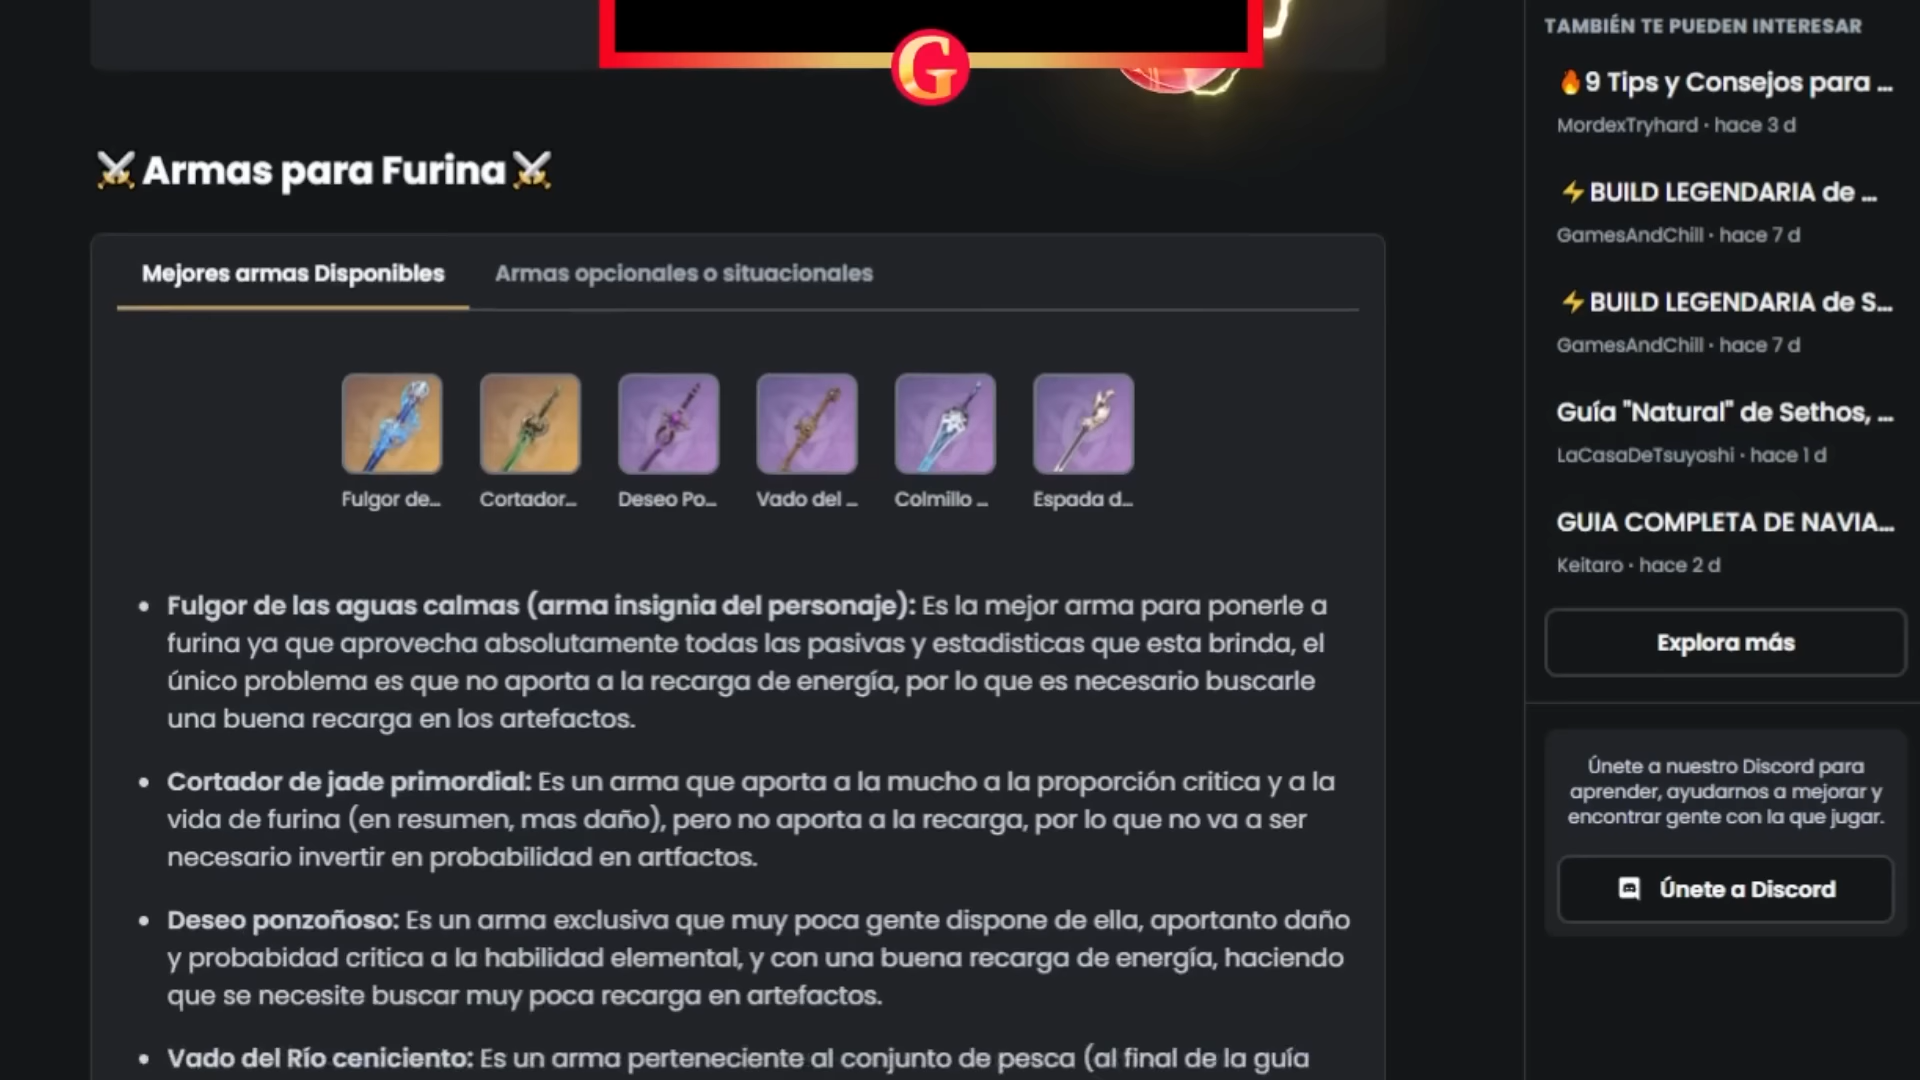 G
⚔️Armas para Furina⚔️
Mejores armas Disponibles
Armas opcionales o situacionales
Fulgor de...
Cortador...
Deseo Po...
Vado del ...
Colmillo ...
Espada d...
• Fulgor de las aguas calmas (arma insignia del personaje): Es la mejor arma para ponerle a
furina ya que aprovecha absolutamente todas las pasivas y estadisticas que esta brinda, el
único problema es que no aporta a la recarga de energía, por lo que es necesario buscarle
una buena recarga en los artefactos.
• Cortador de jade primordial: Es un arma que aporta a la mucho a la proporción critica y a la
vida de furina (en resumen, mas daño), pero no aporta a la recarga, por lo que no va a ser
necesario invertir en probabilidad en artfactos.
• Deseo ponzoñoso: Es un arma exclusiva que muy poca gente dispone de ella, aportanto daño
y probabidad critica a la habilidad elemental, y con una buena recarga de energía, haciendo
que se necesite buscar muy poca recarga en artefactos.
• Vado del Río ceniciento: Es un arma perteneciente al conjunto de pesca (al final de la guía
TAMBIÉN TE PUEDEN INTERESAR
🔥9 Tips y Consejos para ...
MordexTryhard • hace 3 d
⚡BUILD LEGENDARIA de ...
GamesAndChill • hace 7 d
⚡BUILD LEGENDARIA de S...
GamesAndChill • hace 7 d
Guía "Natural" de Sethos, ...
LaCasaDeTsuyoshi • hace 1 d
GUIA COMPLETA DE NAVIA...
Keitaro • hace 2 d
Explora más
Únete a nuestro Discord para
aprender, ayudarnos a mejorar y
encontrar gente con la que jugar.
Únete a Discord